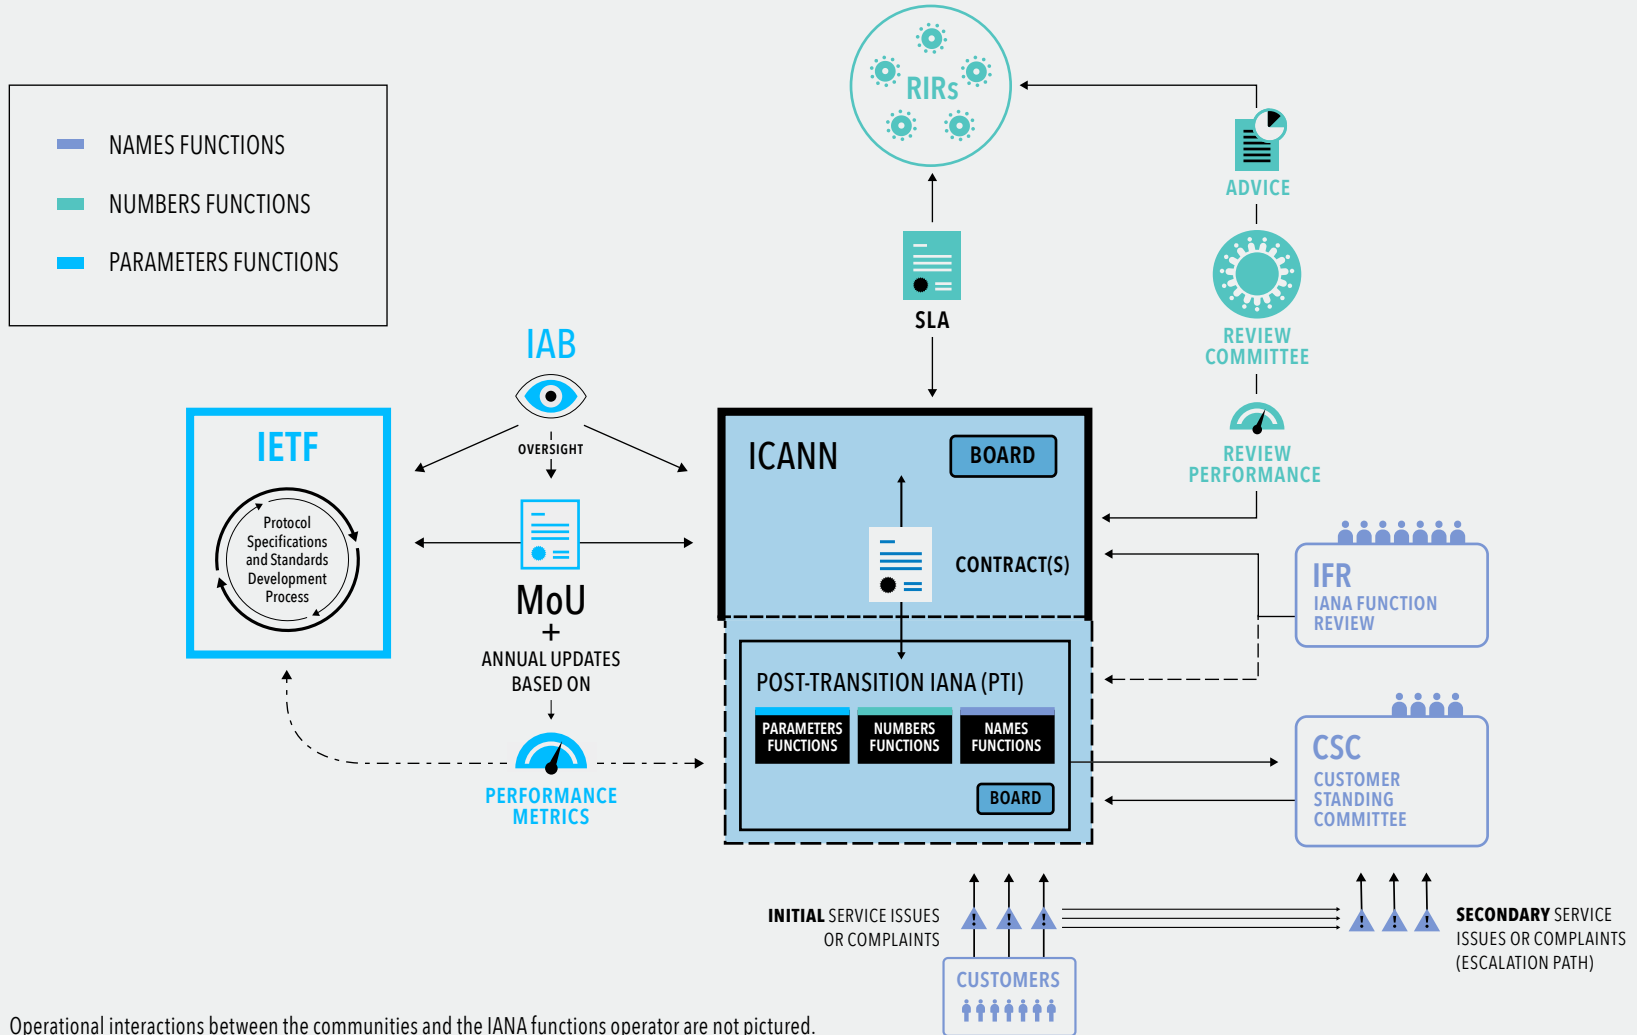 NAMES FUNCTIONS
NUMBERS FUNCTIONS
PARAMETERS FUNCTIONS
RIRs
ADVICE
SLA
REVIEW
COMMITTEE
REVIEW
PERFORMANCE
IAB
OVERSIGHT
IETF
Protocol
Specifications
and Standards
Development
Process
MoU
+
ANNUAL UPDATES
BASED ON
PERFORMANCE
METRICS
ICANN
BOARD
CONTRACT(S)
POST-TRANSITION IANA (PTI)
PARAMETERS
FUNCTIONS
NUMBERS
FUNCTIONS
NAMES
FUNCTIONS
BOARD
IFR
IANA FUNCTION
REVIEW
CSC
CUSTOMER
STANDING
COMMITTEE
INITIAL SERVICE ISSUES
OR COMPLAINTS
! ! !
! ! !
SECONDARY SERVICE
ISSUES OR COMPLAINTS
(ESCALATION PATH)
CUSTOMERS
Operational interactions between the communities and the IANA functions operator are not pictured.